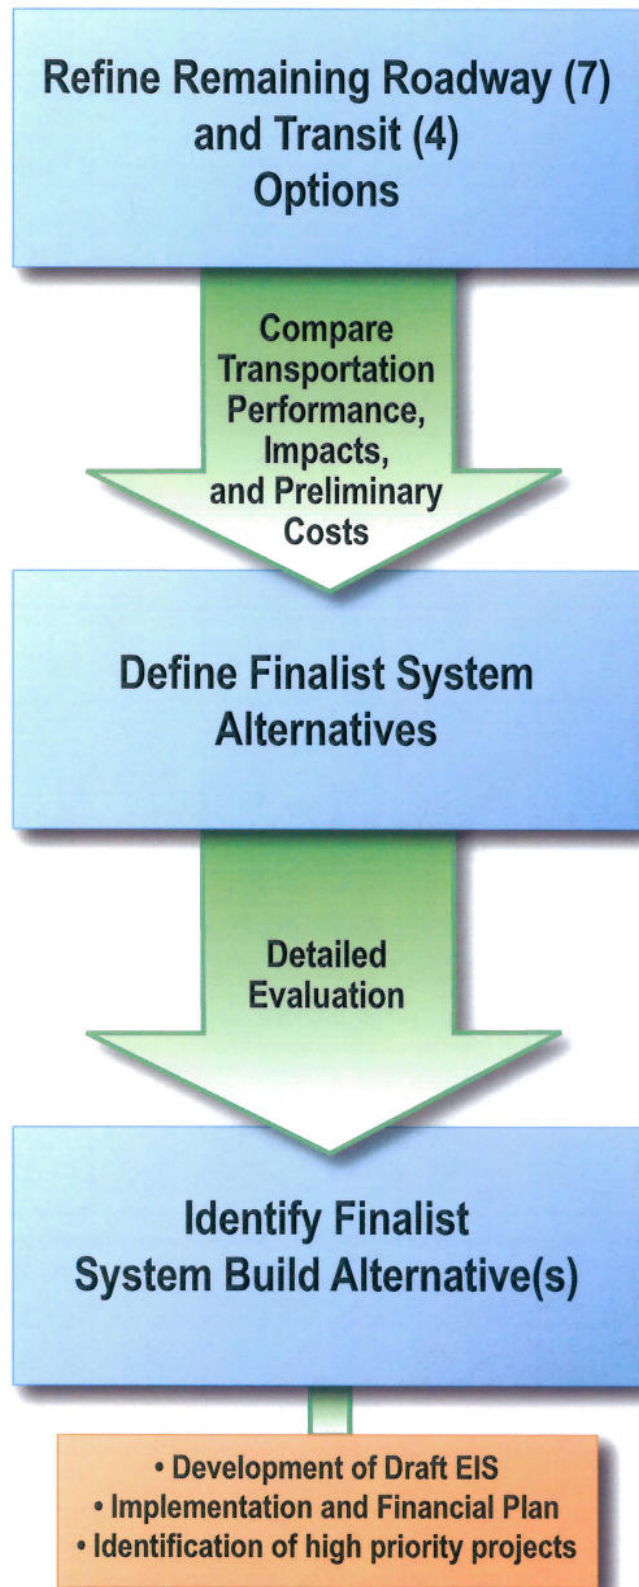 Refine Remaining Roadway (7)
and Transit (4)
Options
Compare
Transportation
Performance,
Impacts,
and Preliminary
Costs
Define Finalist System
Alternatives
Detailed
Evaluation
Identify Finalist
System Build Alternative(s)
• Development of Draft EIS
• Implementation and Financial Plan
• Identification of high priority projects